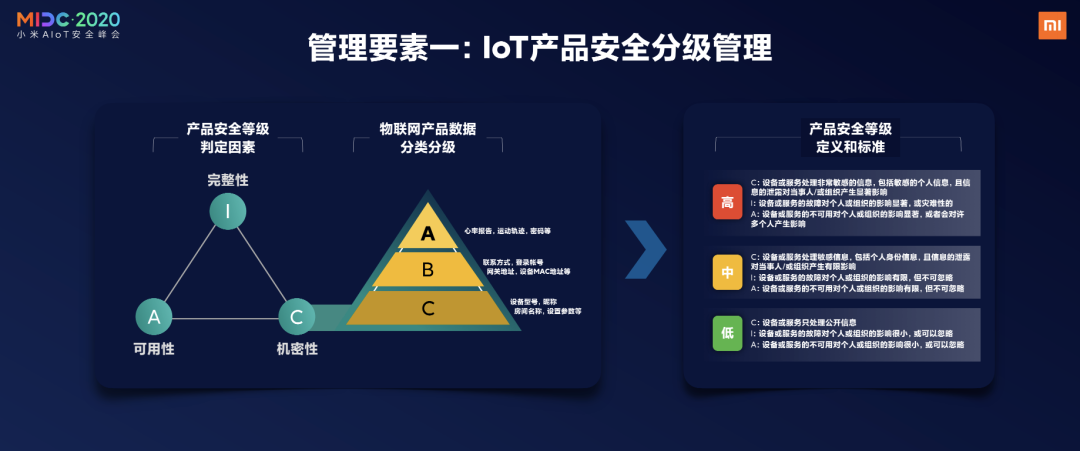 MIDC·2020
小米AIoT安全峰会
管理要素一：IoT产品安全分级管理
产品安全等级
判定因素
完整性
I
A
可用性
C
机密性
物联网产品数据
分类分级
A
心率报告，运动轨迹，密码等
B
联系方式，登录帐号
网关地址，设备MAC地址等
C
设备型号，昵称
房间名称，设置参数等
产品安全等级
定义和标准
高
C：设备或服务处理非常敏感的信息，包括敏感的个人信息，且信
息的泄露对当事人/或组织产生显著影响
I：设备或服务的故障对个人或组织的影响显著，或灾难性的
A：设备或服务的不可用对个人或组织的影响显著，或者会对许
多个人产生影响
中
C：设备或服务处理敏感信息，包括个人身份信息，且信息的泄露
对当事人/或组织产生有限影响
I：设备或服务的故障对个人或组织的影响有限，但不可忽略
A：设备或服务的不可用对个人或组织的影响有限，但不可忽略
低
C：设备或服务只处理公开信息
I：设备或服务的故障对个人或组织的影响很小，或可以忽略
A：设备或服务的不可用对个人或组织的影响很小，或可以忽略